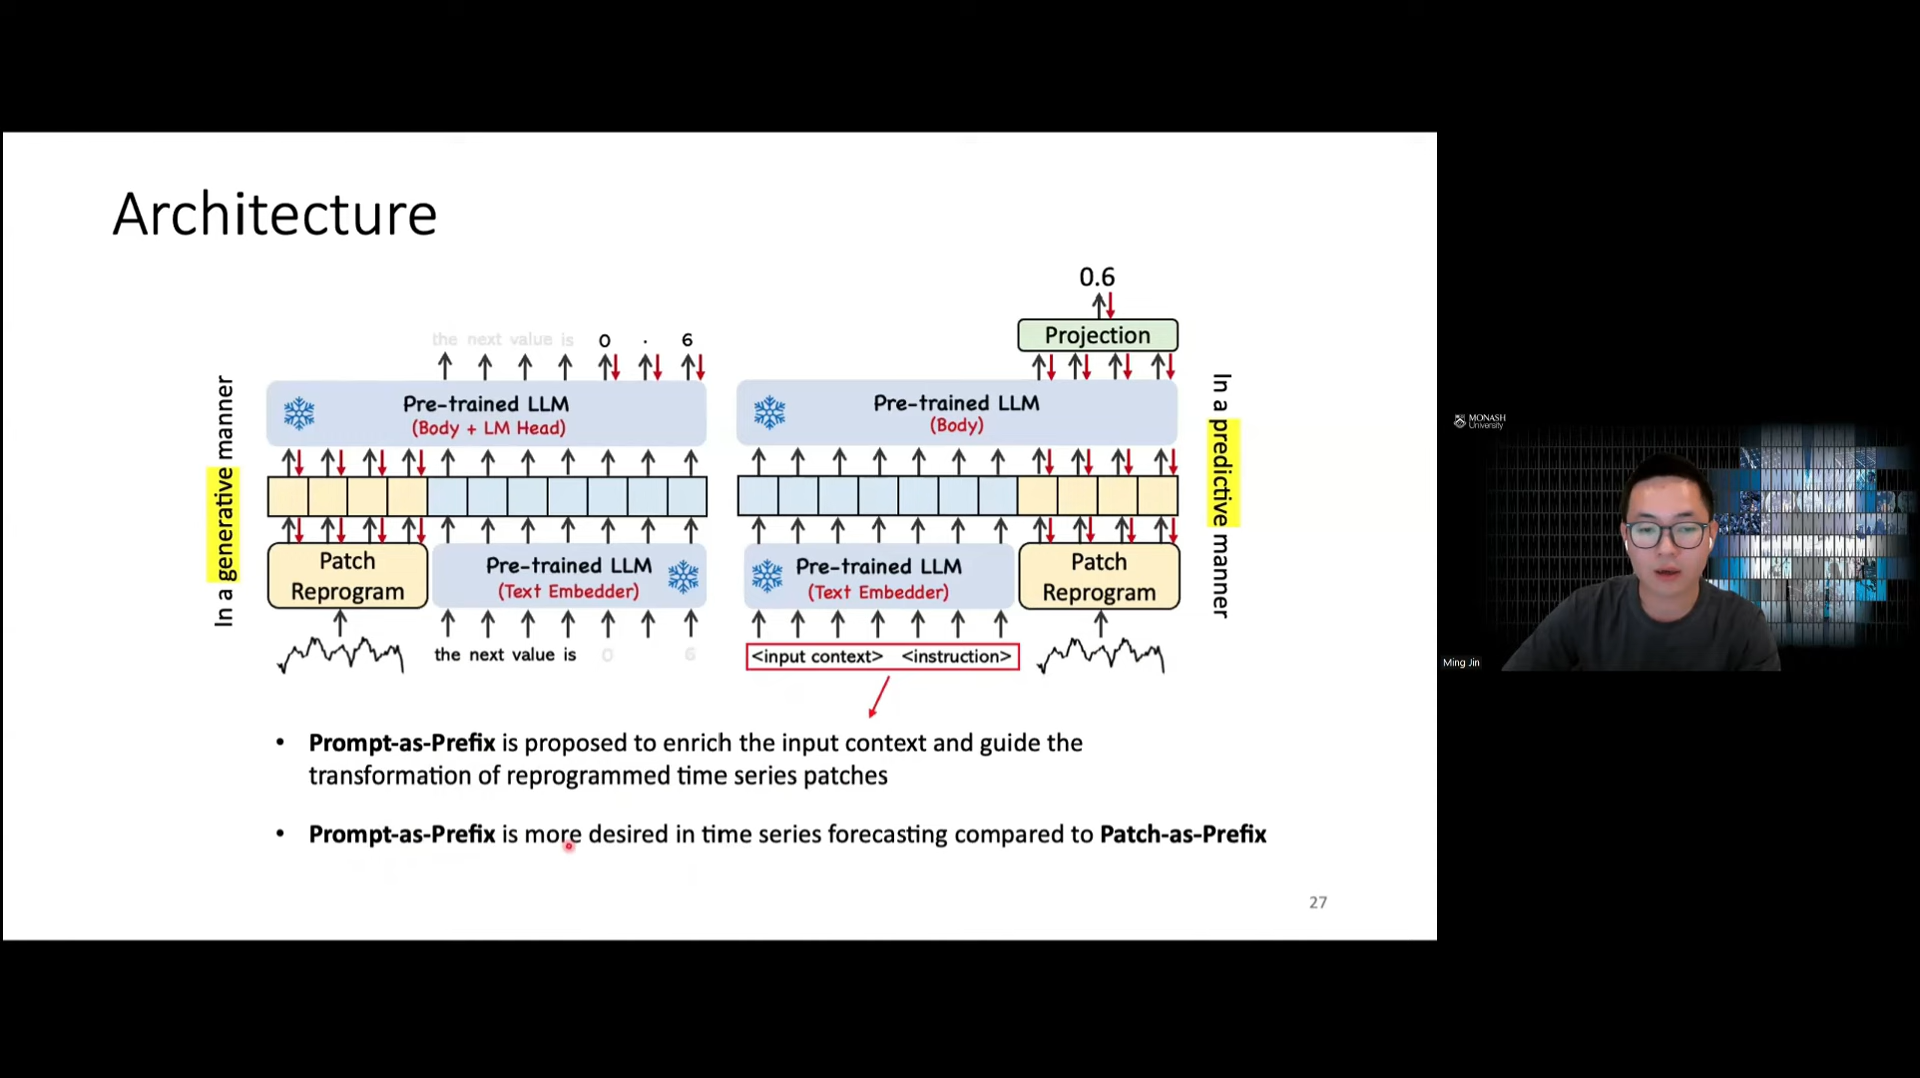 Architecture
In a generative manner
the next value is 0 . 6
Pre-trained LLM
(Body + LM Head)
Patch
Reprogram
Pre-trained LLM
(Text Embedder)
the next value is 0 6
0.6
Projection
Pre-trained LLM
(Body)
Pre-trained LLM
(Text Embedder)
Patch
Reprogram
<input context> <instruction>
In a predictive manner
• Prompt-as-Prefix is proposed to enrich the input context and guide the
transformation of reprogrammed time series patches
• Prompt-as-Prefix is more desired in time series forecasting compared to Patch-as-Prefix
27
MONASH
University
Ming Jin